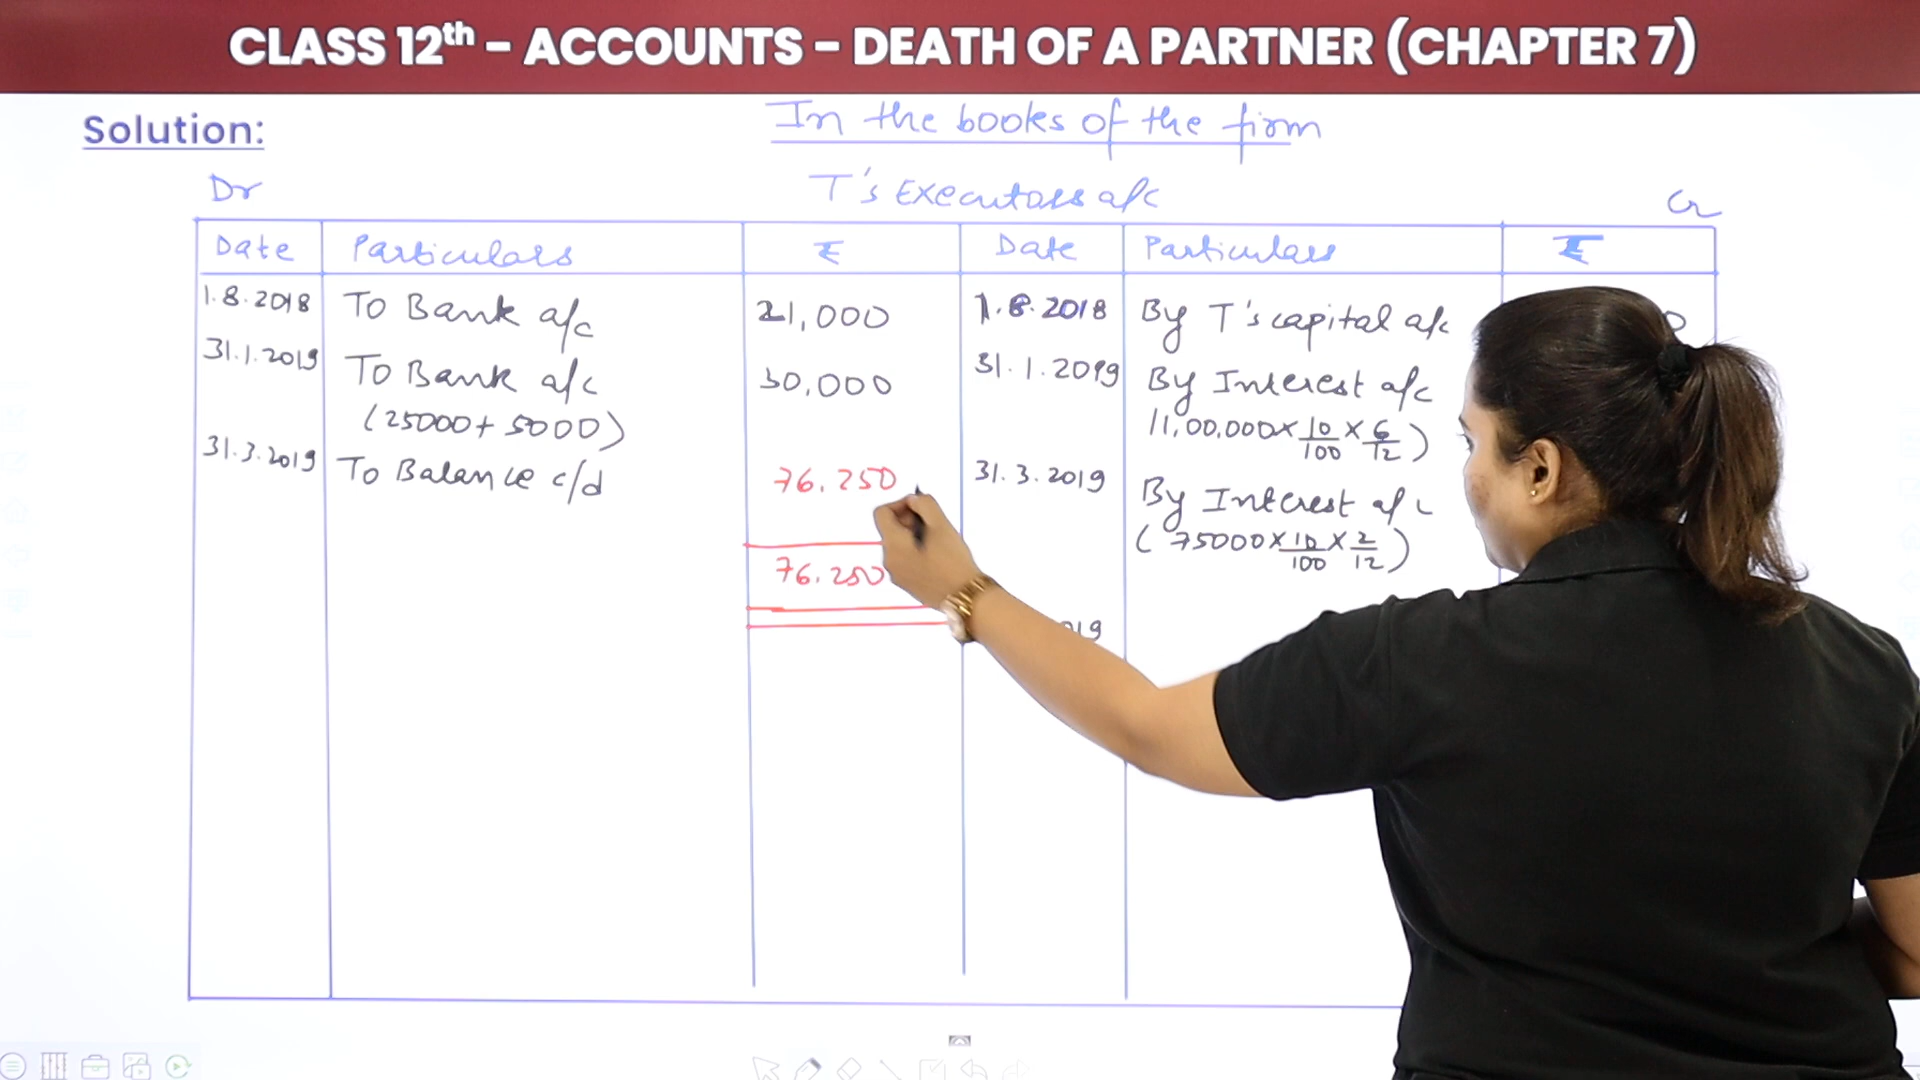 CLASS 12th - ACCOUNTS - DEATH OF A PARTNER (CHAPTER 7)
Solution:
In the books of the firm
Dr T's Executors a/c Cr
Date Particulars ₹ Date Particulars ₹
1.8.2018 To Bank a/c 21,000 1.8.2018 By T's capital a/c
31.1.2019 To Bank a/c 30,000 31.1.2019 By Interest a/c
(25000+ 5000) (1,00,000× 10/100 × 6/12)
31.3.2019 To Balance c/d 76.250 31.3.2019 By Interest a/c
(75000× 10/100 × 2/12)
76.250